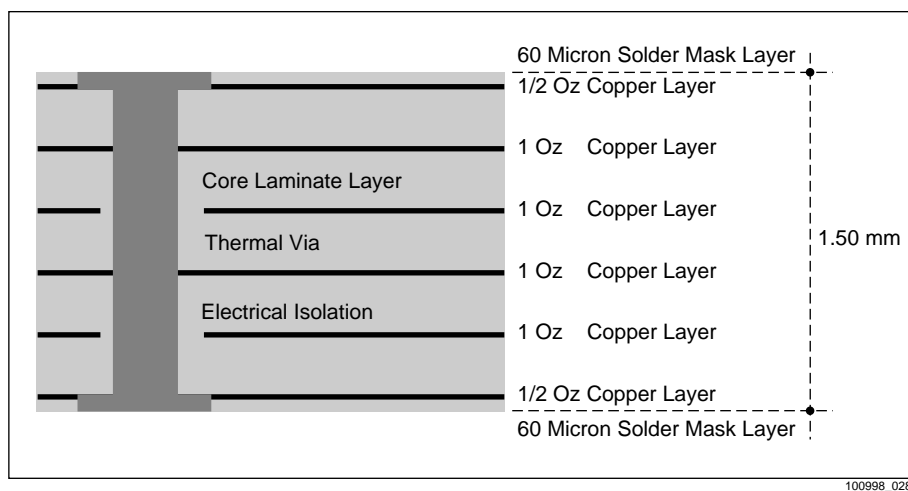 60 Micron Solder Mask Layer
1/2 Oz Copper Layer
1 Oz Copper Layer
Core Laminate Layer
1 Oz Copper Layer
Thermal Via
1.50 mm
1 Oz Copper Layer
Electrical Isolation
1 Oz Copper Layer
1/2 Oz Copper Layer
60 Micron Solder Mask Layer
100998_028